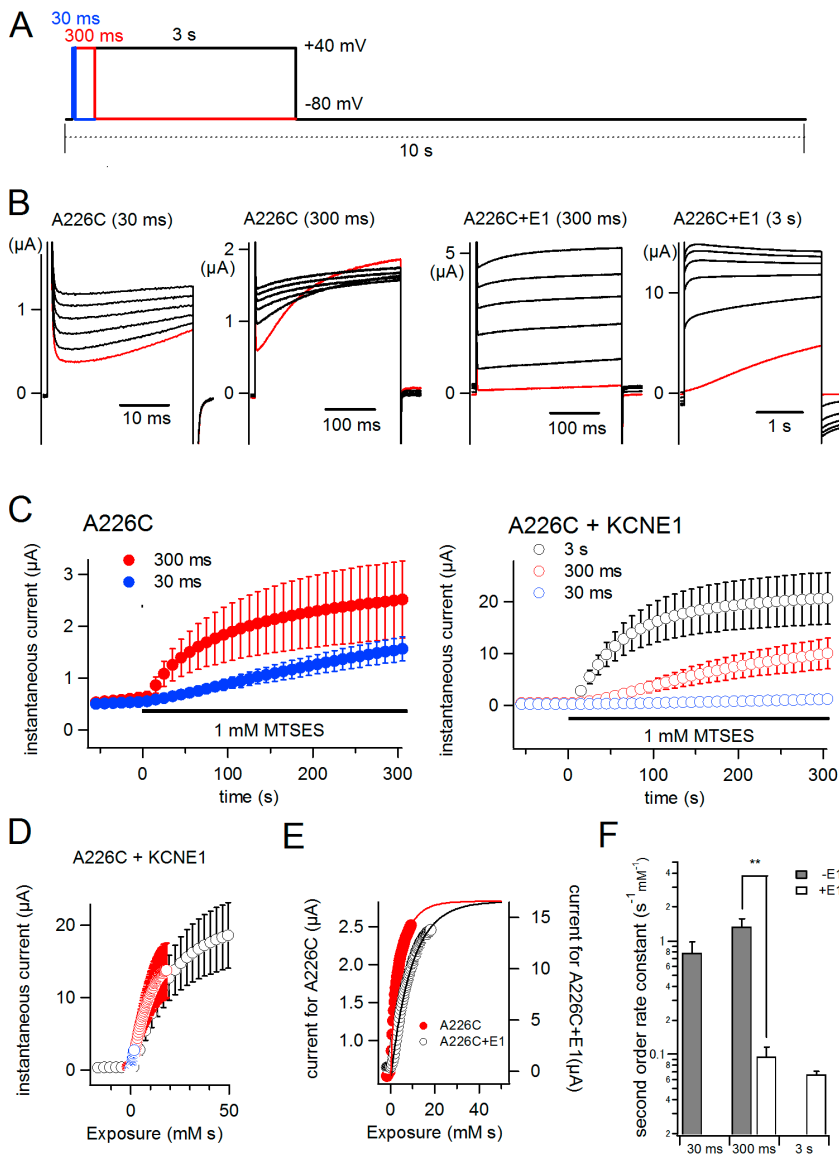 A
30 ms
300 ms
3 s
+40 mV
-80 mV
10 s
B
A226C (30 ms)
A226C (300 ms)
A226C+E1 (300 ms)
A226C+E1 (3 s)
(µA)
1
0
10 ms
2
(µA)
1
0
100 ms
5
(µA)
0
100 ms
(µA)
10
0
1 s
C
A226C
300 ms
30 ms
instantaneous current (µA)
3
2
1
0
1 mM MTSES
0
100
200
300
time (s)
A226C + KCNE1
3 s
300 ms
30 ms
instantaneous current (µA)
20
10
0
1 mM MTSES
0
100
200
300
time (s)
D
A226C + KCNE1
instantaneous current (µA)
20
10
0
0
50
Exposure (mM s)
E
current for A226C (µA)
2.5
2.0
1.5
1.0
A226C
A226C+E1
15
10
5
0
current for A226C+E1(µA)
0
20
40
Exposure (mM s)
F
-E1
+E1
**
second order rate constant (s-1 mM-1)
4
2
1
8
6
4
2
0.1
8
6
4
2
30 ms
300 ms
3 s